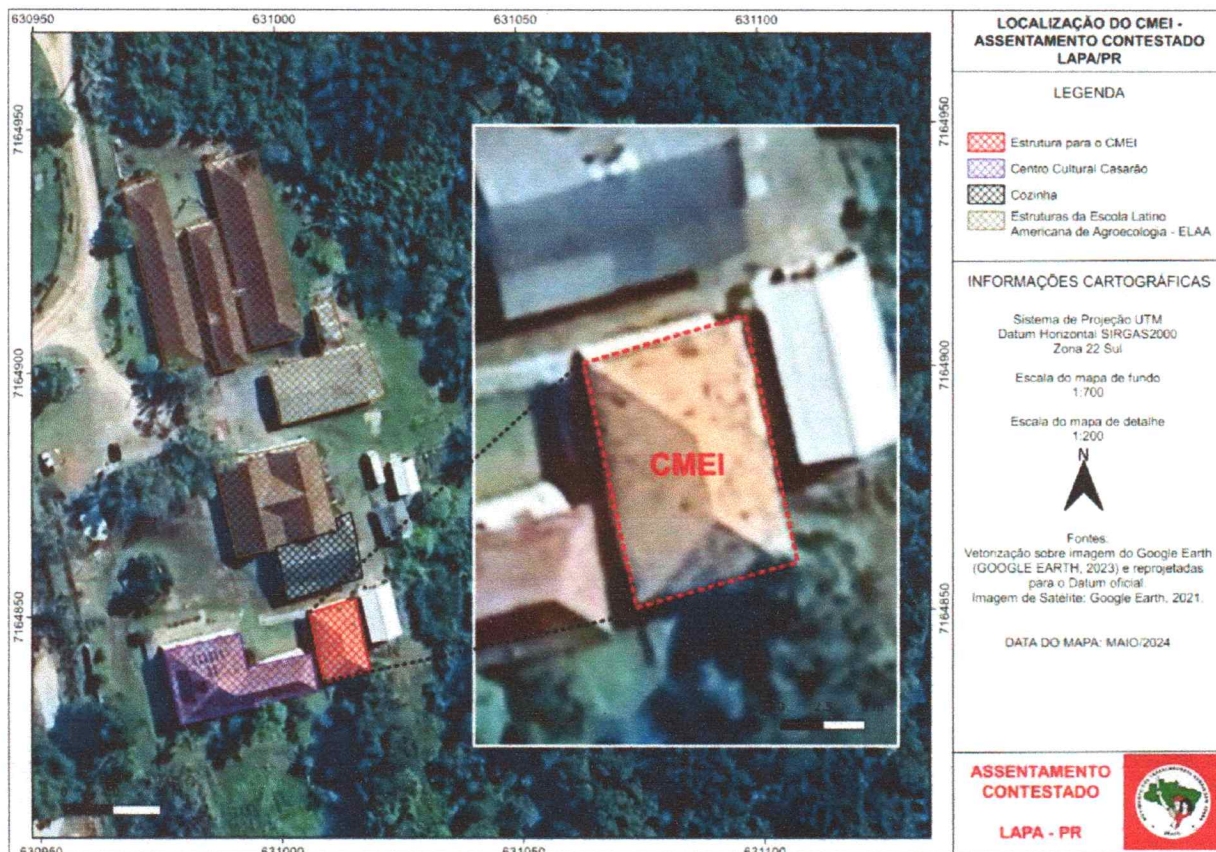 630950
631000
631050
631100
7164950
7164900
7164850
7164950
7164900
7164850
630950
631000
631050
631100
CMEI
LOCALIZAÇÃO DO CMEI -
ASSENTAMENTO CONTESTADO
LAPA/PR
LEGENDA
Estrutura para o CMEI
Centro Cultural Casarão
Cozinha
Estruturas da Escola Latino
Americana de Agroecologia - ELAA
INFORMAÇÕES CARTOGRÁFICAS
Sistema de Projeção UTM
Datum Horizontal SIRGAS2000
Zona 22 Sul
Escala do mapa de fundo
1:700
Escala do mapa de detalhe
1:200
N
Fontes:
Vetorização sobre imagem do Google Earth
(GOOGLE EARTH, 2023) e reprojetadas
para o Datum oficial.
Imagem de Satélite: Google Earth, 2021.
DATA DO MAPA: MAIO/2024
ASSENTAMENTO
CONTESTADO
LAPA - PR